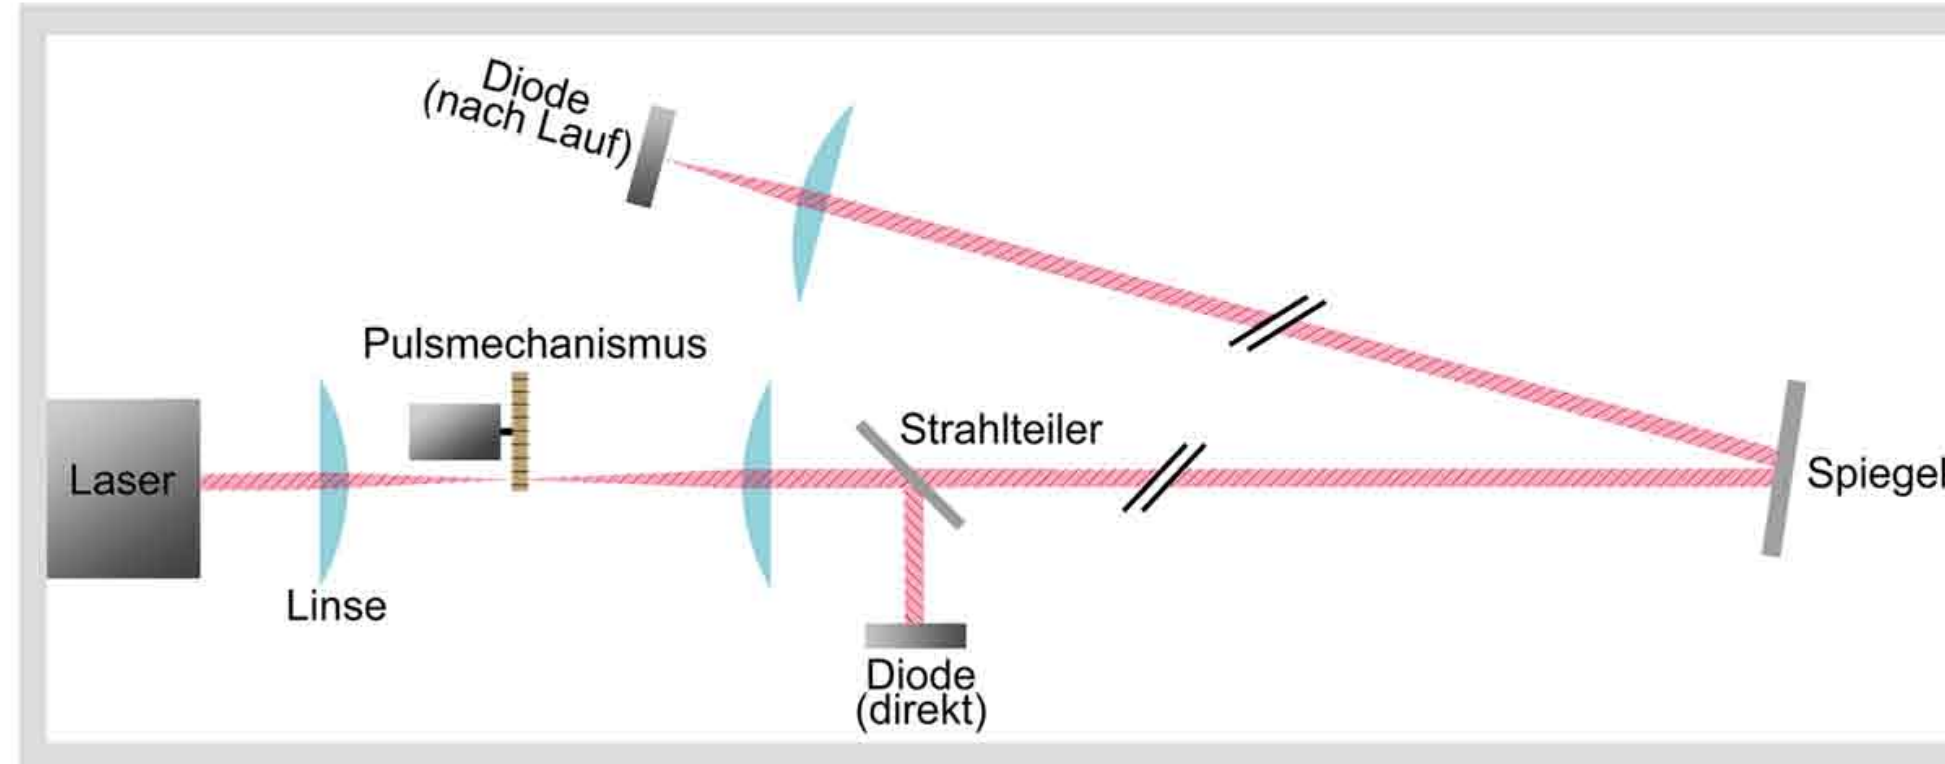 Diode
(nach Lauf)
Pulsmechanismus
Strahlteiler
Laser
Spiegel
Linse
Diode
(direkt)